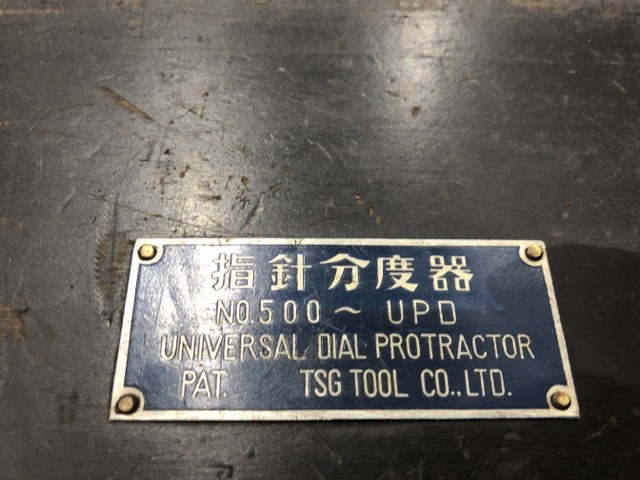 指針分度器
NO.500~UPD
UNIVERSAL DIAL PROTRACTOR
PAT. TSG TOOL CO.,LTD.